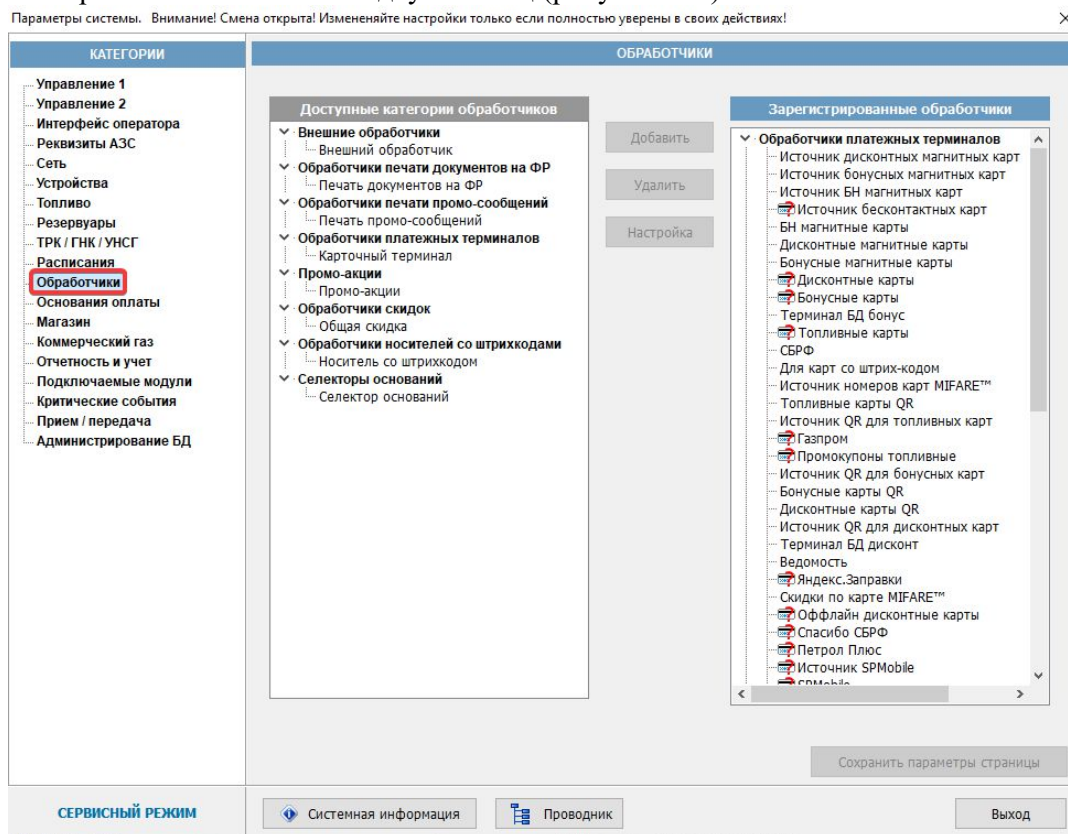 Параметры системы. Внимание! Смена открыта! Измененяйте настройки только если полностью уверены в своих действиях!
КАТЕГОРИИ
Управление 1
Управление 2
Интерфейс оператора
Реквизиты АЗС
Сеть
Устройства
Топливо
Резервуары
ТРК / ГНК / УНСГ
Расписания
Обработчики
Основания оплаты
Магазин
Коммерческий газ
Отчетность и учет
Подключаемые модули
Критические события
Прием / передача
Администрирование БД
СЕРВИСНЫЙ РЕЖИМ
ОБРАБОТЧИКИ
Доступные категории обработчиков
Внешние обработчики
Внешний обработчик
Обработчики печати документов на ФР
Печать документов на ФР
Обработчики печати промо-сообщений
Печать промо-сообщений
Обработчики платежных терминалов
Карточный терминал
Промо-акции
Промо-акции
Обработчики скидок
Общая скидка
Обработчики носителей со штрихкодами
Носитель со штрихкодом
Селекторы оснований
Селектор оснований
Добавить
Удалить
Настройка
Зарегистрированные обработчики
Обработчики платежных терминалов
Источник дисконтных магнитных карт
Источник бонусных магнитных карт
Источник БН магнитных карт
Источник бесконтактных карт
БН магнитные карты
Дисконтные магнитные карты
Бонусные магнитные карты
Дисконтные карты
Бонусные карты
Терминал БД бонус
Топливные карты
СБРФ
Для карт со штрих-кодом
Источник номеров карт MIFARE™
Топливные карты QR
Источник QR для топливных карт
Газпром
Промокупоны топливные
Источник QR для бонусных карт
Бонусные карты QR
Дисконтные карты QR
Источник QR для дисконтных карт
Терминал БД дисконт
Ведомость
Яндекс.Заправки
Скидки по карте MIFARE™
Оффлайн дисконтные карты
Спасибо СБРФ
Петрол Плюс
Источник SPMobile
SPMobile
Сохранить параметры страницы
Системная информация
Проводник
Выход